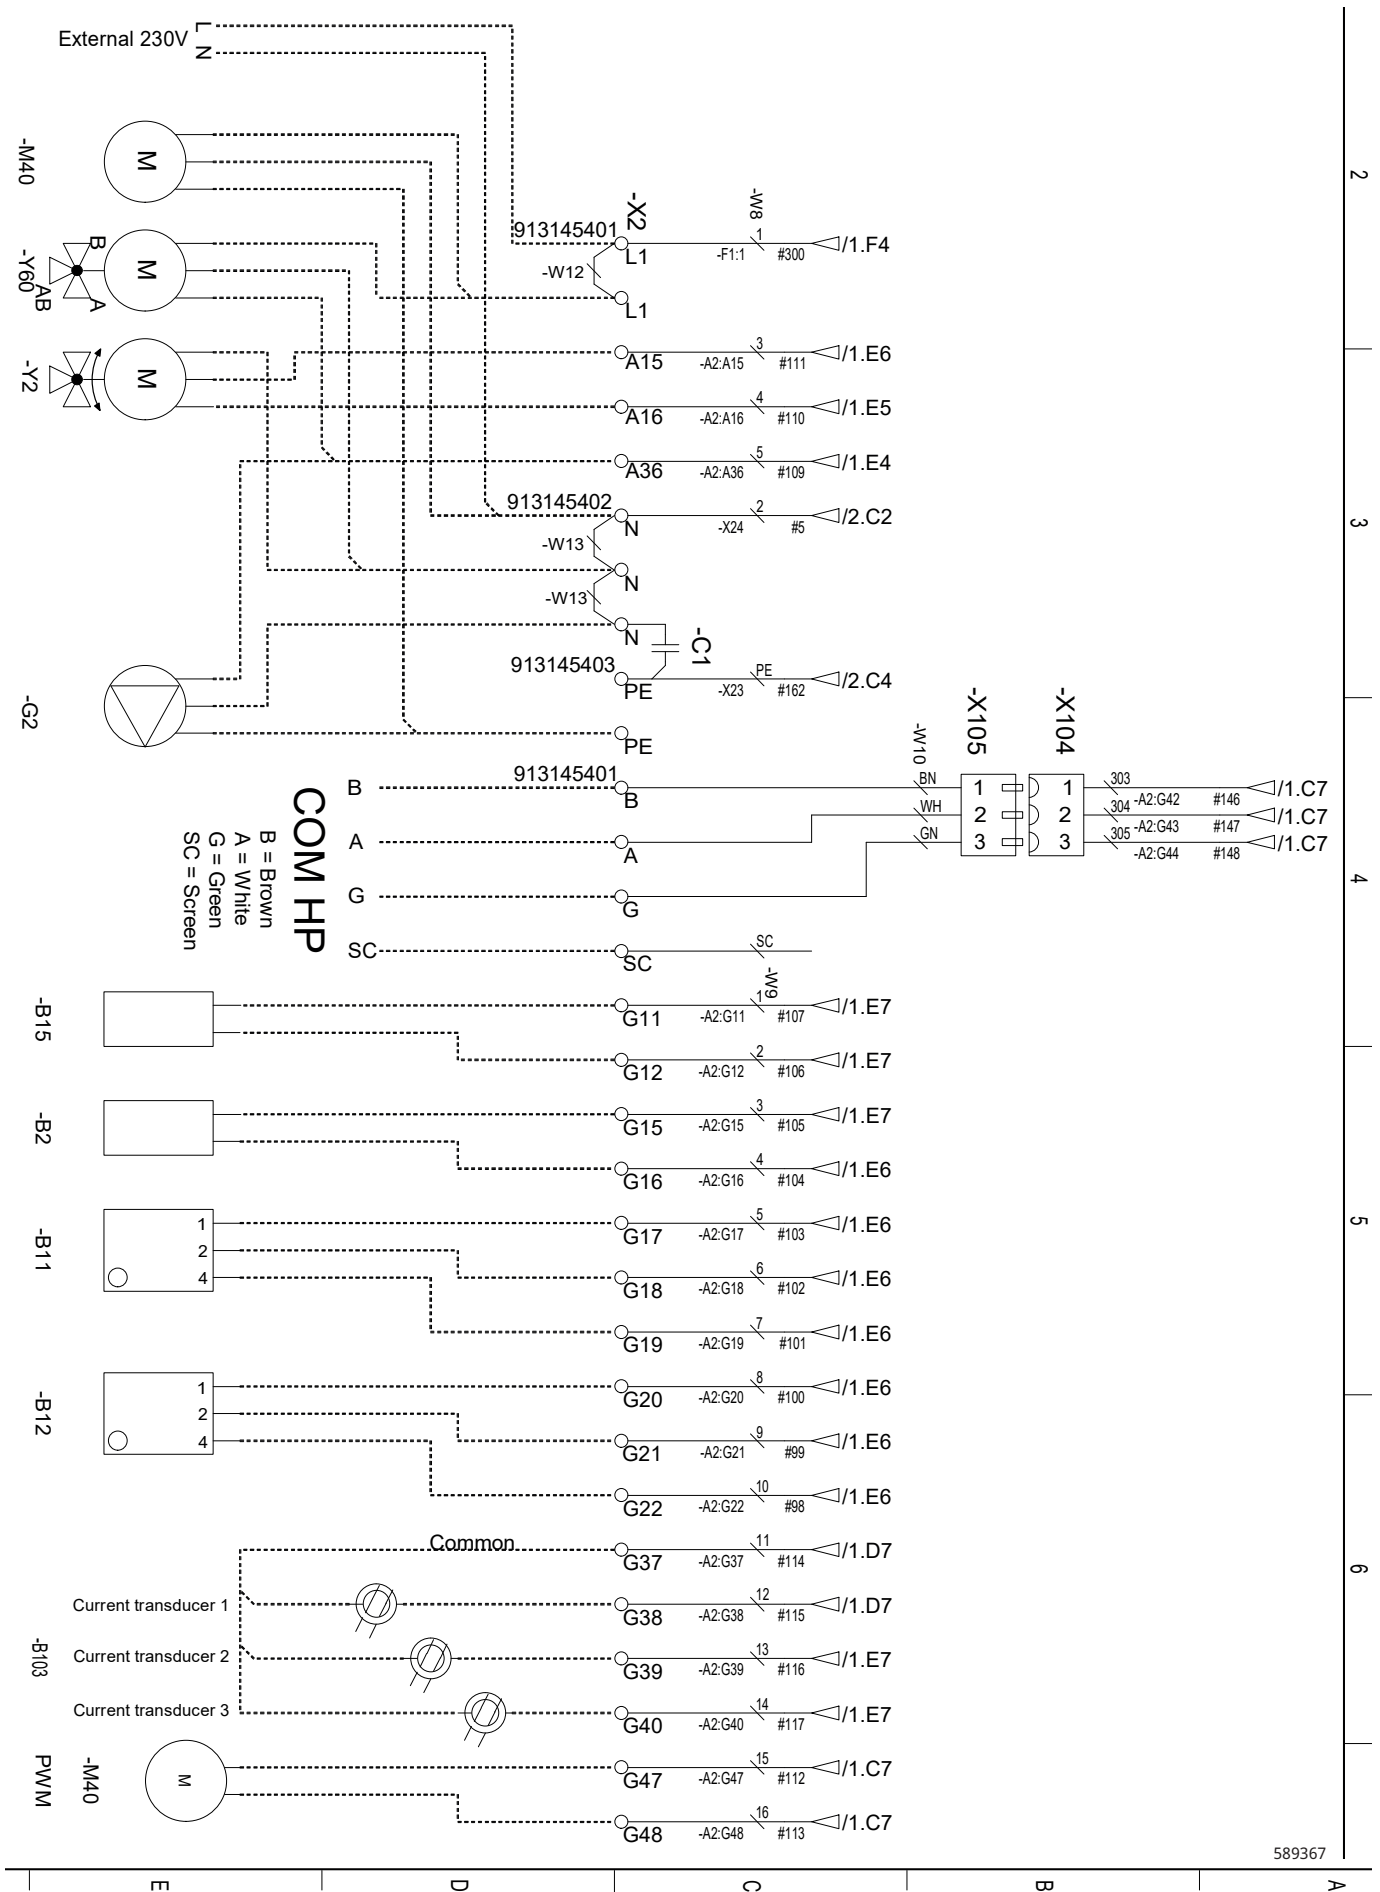 External 230V
L
N
-M40
M
-Y60
B
A
AB
M
-Y2
M
-G2
-X2
-W8
913145401
L1
-W12
L1
1
-F1:1
#300
/1.F4
A15
3
-A2:A15
#111
/1.E6
A16
4
-A2:A16
#110
/1.E5
A36
5
-A2:A36
#109
/1.E4
913145402
N
2
-X24
#5
/2.C2
-W13
N
-W13
N
-C1
913145403
PE
PE
-X23
#162
/2.C4
PE
-X105
-X104
-W10
B
913145401
B
BN
1
1
303
-A2:G42
#146
/1.C7
A
A
WH
2
2
304
-A2:G43
#147
/1.C7
G
G
GN
3
3
305
-A2:G44
#148
/1.C7
SC
SC
SC
COM HP
B = Brown
A = White
G = Green
SC = Screen
-W9
-B15
G11
1
-A2:G11
#107
/1.E7
G12
2
-A2:G12
#106
/1.E7
-B2
G15
3
-A2:G15
#105
/1.E7
G16
4
-A2:G16
#104
/1.E6
-B11
1
2
4
G17
5
-A2:G17
#103
/1.E6
G18
6
-A2:G18
#102
/1.E6
G19
7
-A2:G19
#101
/1.E6
-B12
1
2
4
G20
8
-A2:G20
#100
/1.E6
G21
9
-A2:G21
#99
/1.E6
G22
10
-A2:G22
#98
/1.E6
Common
G37
11
-A2:G37
#114
/1.D7
-B103
Current transducer 1
G38
12
-A2:G38
#115
/1.D7
Current transducer 2
G39
13
-A2:G39
#116
/1.E7
Current transducer 3
G40
14
-A2:G40
#117
/1.E7
-M40
PWM
M
G47
15
-A2:G47
#112
/1.C7
G48
16
-A2:G48
#113
/1.C7
2
3
4
5
6
589367
E
D
C
B
A